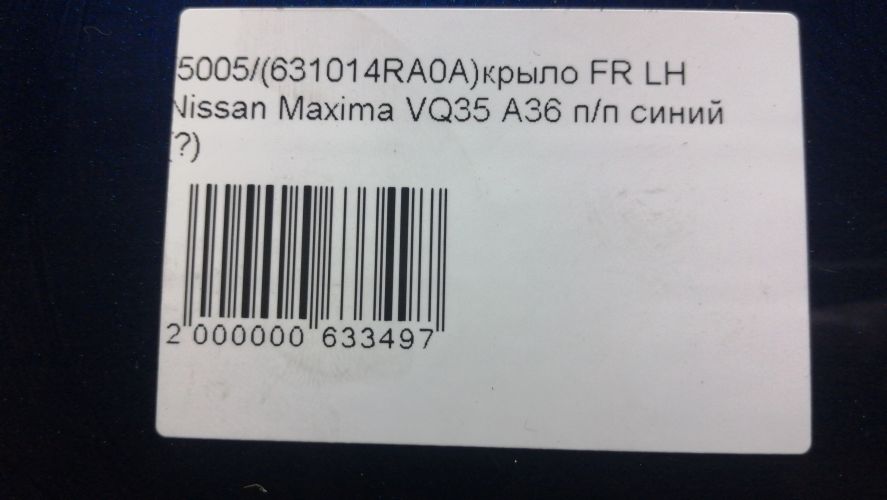 5005/(631014RA0A)крыло FR LH
Nissan Maxima VQ35 A36 п/п синий
(?)
2 000000 633497